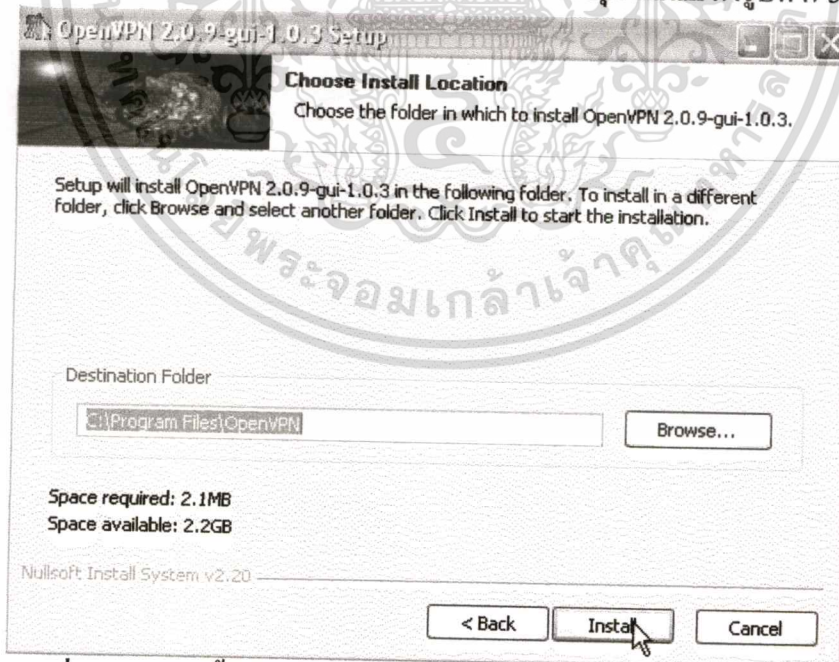 OpenVPN 2.0.9-gui-1.0.3 Setup
Choose Install Location
Choose the folder in which to install OpenVPN 2.0.9-gui-1.0.3.
Setup will install OpenVPN 2.0.9-gui-1.0.3 in the following folder. To install in a different
folder, click Browse and select another folder. Click Install to start the installation.
พระจอมเกล้าเจ้าคุณทหาร
Destination Folder
C:\Program Files\OpenVPN
Browse...
Space required: 2.1MB
Space available: 2.2GB
Nullsoft Install System v2.20
< Back
Install
Cancel